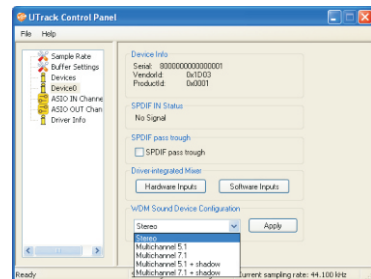 UTrack Control Panel
File Help
Sample Rate
Buffer Settings
Devices
Device0
ASIO IN Channe
ASIO OUT Chan
Driver Info
Device Info
Serial: 8000000000000001
VendorId: 0x1D03
ProductId: 0x0001
SPDIF IN Status
No Signal
SPDIF pass trough
SPDIF pass trough
Driver-integrated Mixer
Hardware Inputs Software Inputs
WDM Sound Device Configuration
Stereo Apply
Stereo
Multichannel 5.1
Multichannel 7.1
Multichannel 5.1 + shadow
Multichannel 7.1 + shadow
Ready
urrent sampling rate: 44.100 kHz